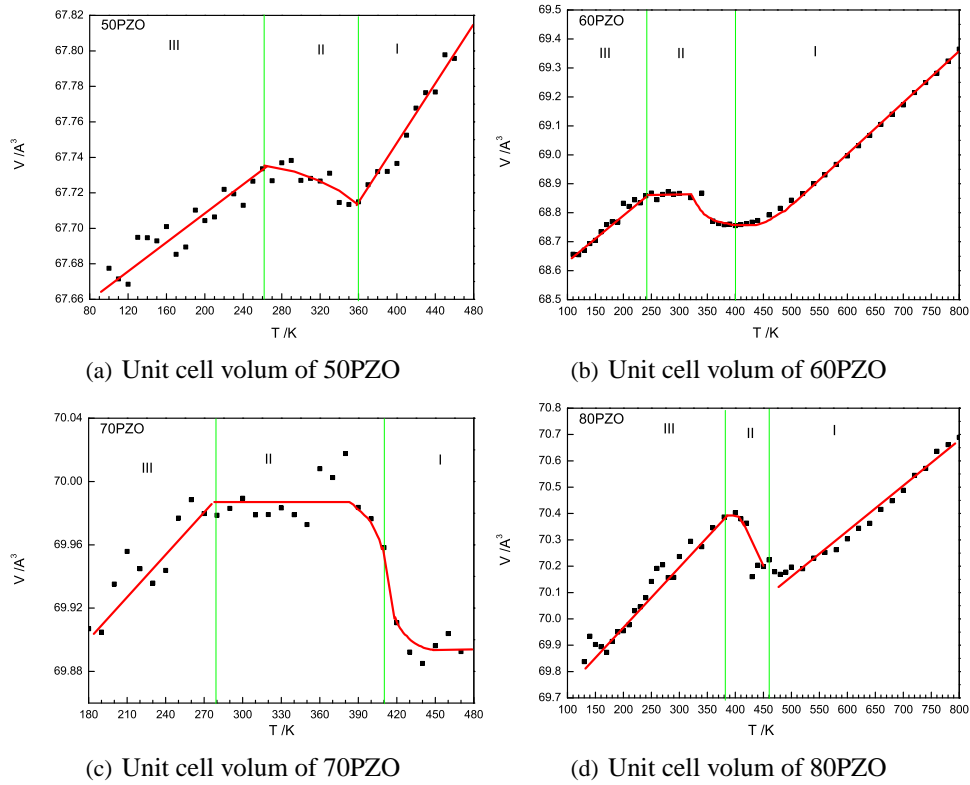 50PZO
III
II
I
67.82
67.80
67.78
67.76
67.74
67.72
67.70
67.68
67.66
V /A³
80 120 160 200 240 280 320 360 400 440 480
T /K
(a) Unit cell volum of 50PZO
60PZO
III
II
I
69.5
69.4
69.3
69.2
69.1
69.0
68.9
68.8
68.7
68.6
68.5
V /A³
100 150 200 250 300 350 400 450 500 550 600 650 700 750 800
T /K
(b) Unit cell volum of 60PZO
70PZO
III
II
I
70.04
70.00
69.96
69.92
69.88
V /A³
180 210 240 270 300 330 360 390 420 450 480
T /K
(c) Unit cell volum of 70PZO
80PZO
III
II
I
70.8
70.7
70.6
70.5
70.4
70.3
70.2
70.1
70.0
69.9
69.8
69.7
V /A³
100 150 200 250 300 350 400 450 500 550 600 650 700 750 800
T /K
(d) Unit cell volum of 80PZO